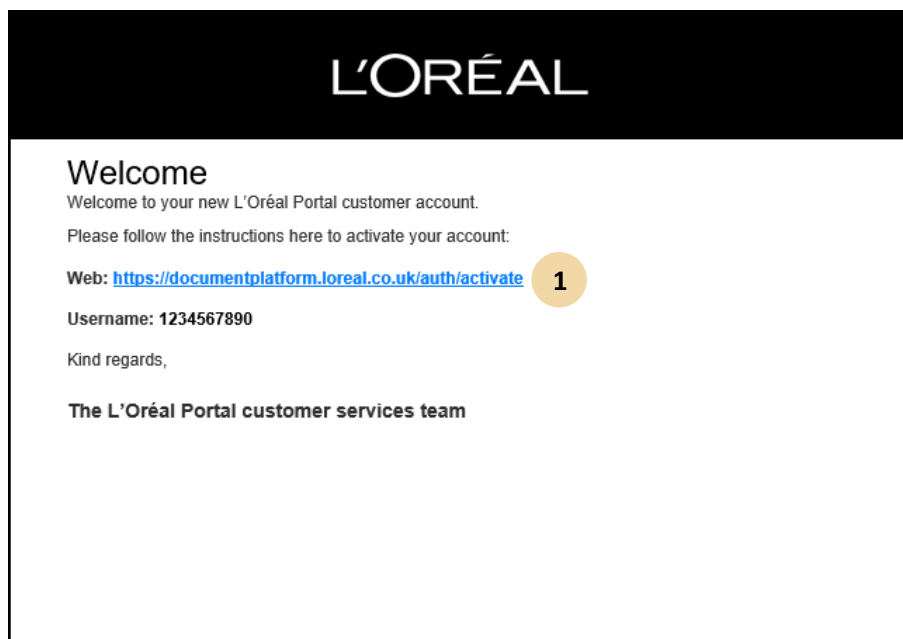 L'ORÉAL
Welcome
Welcome to your new L'Oréal Portal customer account.
Please follow the instructions here to activate your account:
Web: https://documentplatform.loreal.co.uk/auth/activate 1
Username: 1234567890
Kind regards,
The L'Oréal Portal customer services team